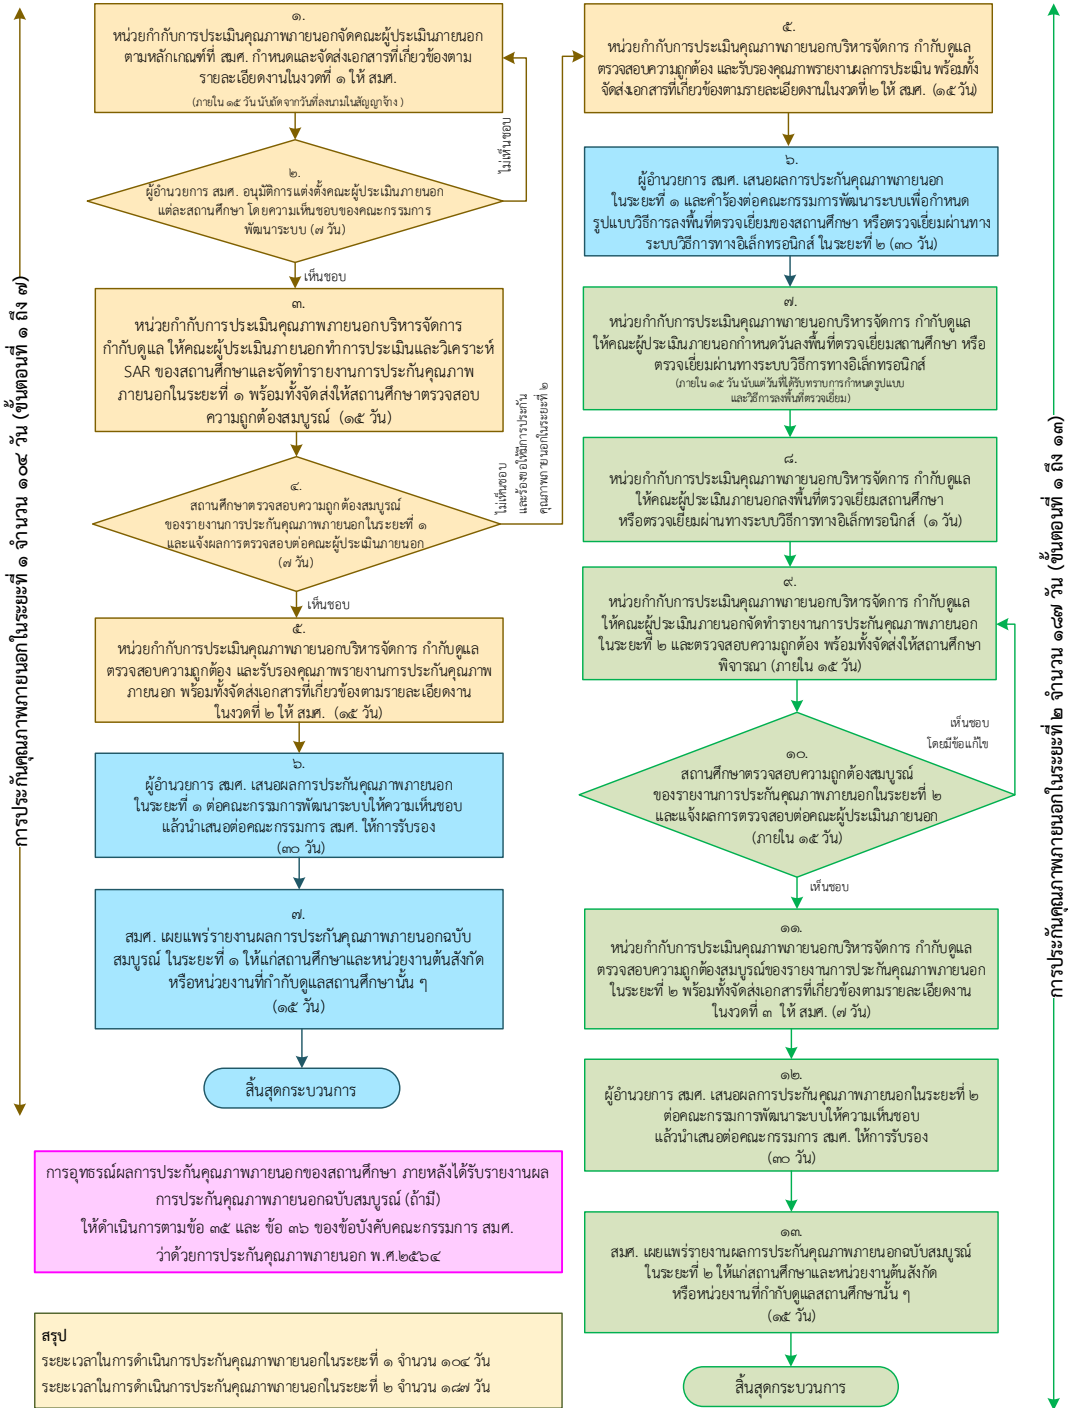 การประกันคุณภาพภายนอกในระยะที่ ๑ จำนวน ๑๐๔ วัน (ขั้นตอนที่ ๑ ถึง ๗)
๑.
หน่วยกำกับการประเมินคุณภาพภายนอกจัดคณะผู้ประเมินภายนอก
ตามหลักเกณฑ์ที่ สมศ. กำหนดและจัดส่งเอกสารที่เกี่ยวข้องตาม
รายละเอียดงานในงวดที่ ๑ ให้ สมศ.
(ภายใน ๑๕ วัน นับถัดจากวันที่ลงนามในสัญญาจ้าง )
ไม่เห็นชอบ
๒.
ผู้อำนวยการ สมศ. อนุมัติการแต่งตั้งคณะผู้ประเมินภายนอก
แต่ละสถานศึกษา โดยความเห็นชอบของคณะกรรมการ
พัฒนาระบบ (๗ วัน)
เห็นชอบ
๓.
หน่วยกำกับการประเมินคุณภาพภายนอกบริหารจัดการ
กำกับดูแล ให้คณะผู้ประเมินภายนอกทำการประเมินและวิเคราะห์
SAR ของสถานศึกษาและจัดทำรายงานการประกันคุณภาพ
ภายนอกในระยะที่ ๑ พร้อมทั้งจัดส่งให้สถานศึกษาตรวจสอบ
ความถูกต้องสมบูรณ์ (๑๕ วัน)
ไม่เห็นชอบ
และร้องขอให้มีการประกัน
คุณภาพภายนอกในระยะที่ ๒
๔.
สถานศึกษาตรวจสอบความถูกต้องสมบูรณ์
ของรายงานการประกันคุณภาพภายนอกในระยะที่ ๑
และแจ้งผลการตรวจสอบต่อคณะผู้ประเมินภายนอก
(๗ วัน)
เห็นชอบ
๕.
หน่วยกำกับการประเมินคุณภาพภายนอกบริหารจัดการ กำกับดูแล
ตรวจสอบความถูกต้อง และรับรองคุณภาพรายงานการประกันคุณภาพ
ภายนอก พร้อมทั้งจัดส่งเอกสารที่เกี่ยวข้องตามรายละเอียดงาน
ในงวดที่ ๒ ให้ สมศ. (๑๕ วัน)
๖.
ผู้อำนวยการ สมศ. เสนอผลการประกันคุณภาพภายนอก
ในระยะที่ ๑ ต่อคณะกรรมการพัฒนาระบบให้ความเห็นชอบ
แล้วนำเสนอต่อคณะกรรมการ สมศ. ให้การรับรอง
(๓๐ วัน)
๗.
สมศ. เผยแพร่รายงานผลการประกันคุณภาพภายนอกฉบับ
สมบูรณ์ ในระยะที่ ๑ ให้แก่สถานศึกษาและหน่วยงานต้นสังกัด
หรือหน่วยงานที่กำกับดูแลสถานศึกษานั้น ๆ
(๑๕ วัน)
สิ้นสุดกระบวนการ
การอุทธรณ์ผลการประกันคุณภาพภายนอกของสถานศึกษา ภายหลังได้รับรายงานผล
การประกันคุณภาพภายนอกฉบับสมบูรณ์ (ถ้ามี)
ให้ดำเนินการตามข้อ ๓๕ และ ข้อ ๓๖ ของข้อบังคับคณะกรรมการ สมศ.
ว่าด้วยการประกันคุณภาพภายนอก พ.ศ.๒๕๖๔
สรุป
ระยะเวลาในการดำเนินการประกันคุณภาพภายนอกในระยะที่ ๑ จำนวน ๑๐๔ วัน
ระยะเวลาในการดำเนินการประกันคุณภาพภายนอกในระยะที่ ๒ จำนวน ๑๘๗ วัน
๕.
หน่วยกำกับการประเมินคุณภาพภายนอกบริหารจัดการ กำกับดูแล
ตรวจสอบความถูกต้อง และรับรองคุณภาพรายงานผลการประเมิน พร้อมทั้ง
จัดส่งเอกสารที่เกี่ยวข้องตามรายละเอียดงานในงวดที่ ๒ ให้ สมศ. (๑๕ วัน)
๖.
ผู้อำนวยการ สมศ. เสนอผลการประกันคุณภาพภายนอก
ในระยะที่ ๑ และคำร้องต่อคณะกรรมการพัฒนาระบบเพื่อกำหนด
รูปแบบวิธีการลงพื้นที่ตรวจเยี่ยมของสถานศึกษา หรือตรวจเยี่ยมผ่านทาง
ระบบวิธีการทางอิเล็กทรอนิกส์ ในระยะที่ ๒ (๓๐ วัน)
๗.
หน่วยกำกับการประเมินคุณภาพภายนอกบริหารจัดการ กำกับดูแล
ให้คณะผู้ประเมินภายนอกกำหนดวันลงพื้นที่ตรวจเยี่ยมสถานศึกษา หรือ
ตรวจเยี่ยมผ่านทางระบบวิธีการทางอิเล็กทรอนิกส์
(ภายใน ๑๕ วัน นับแต่วันที่ได้รับทราบการกำหนดรูปแบบ
และวิธีการลงพื้นที่ตรวจเยี่ยม)
๘.
หน่วยกำกับการประเมินคุณภาพภายนอกบริหารจัดการ กำกับดูแล
ให้คณะผู้ประเมินภายนอกลงพื้นที่ตรวจเยี่ยมสถานศึกษา
หรือตรวจเยี่ยมผ่านทางระบบวิธีการทางอิเล็กทรอนิกส์ (๑ วัน)
๙.
หน่วยกำกับการประเมินคุณภาพภายนอกบริหารจัดการ กำกับดูแล
ให้คณะผู้ประเมินภายนอกจัดทำรายงานการประกันคุณภาพภายนอก
ในระยะที่ ๒ และตรวจสอบความถูกต้อง พร้อมทั้งจัดส่งให้สถานศึกษา
พิจารณา (ภายใน ๑๕ วัน)
เห็นชอบ
โดยมีข้อแก้ไข
๑๐.
สถานศึกษาตรวจสอบความถูกต้องสมบูรณ์
ของรายงานการประกันคุณภาพภายนอกในระยะที่ ๒
และแจ้งผลการตรวจสอบต่อคณะผู้ประเมินภายนอก
(ภายใน ๑๕ วัน)
เห็นชอบ
๑๑.
หน่วยกำกับการประเมินคุณภาพภายนอกบริหารจัดการ กำกับดูแล
ตรวจสอบความถูกต้องสมบูรณ์ของรายงานการประกันคุณภาพภายนอก
ในระยะที่ ๒ พร้อมทั้งจัดส่งเอกสารที่เกี่ยวข้องตามรายละเอียดงาน
ในงวดที่ ๓ ให้ สมศ. (๗ วัน)
๑๒.
ผู้อำนวยการ สมศ. เสนอผลการประกันคุณภาพภายนอกในระยะที่ ๒
ต่อคณะกรรมการพัฒนาระบบให้ความเห็นชอบ
แล้วนำเสนอต่อคณะกรรมการ สมศ. ให้การรับรอง
(๓๐ วัน)
๑๓.
สมศ. เผยแพร่รายงานผลการประกันคุณภาพภายนอกฉบับสมบูรณ์
ในระยะที่ ๒ ให้แก่สถานศึกษาและหน่วยงานต้นสังกัด
หรือหน่วยงานที่กำกับดูแลสถานศึกษานั้น ๆ
(๑๕ วัน)
สิ้นสุดกระบวนการ
การประกันคุณภาพภายนอกในระยะที่ ๒ จำนวน ๑๘๗ วัน (ขั้นตอนที่ ๑ ถึง ๑๓)